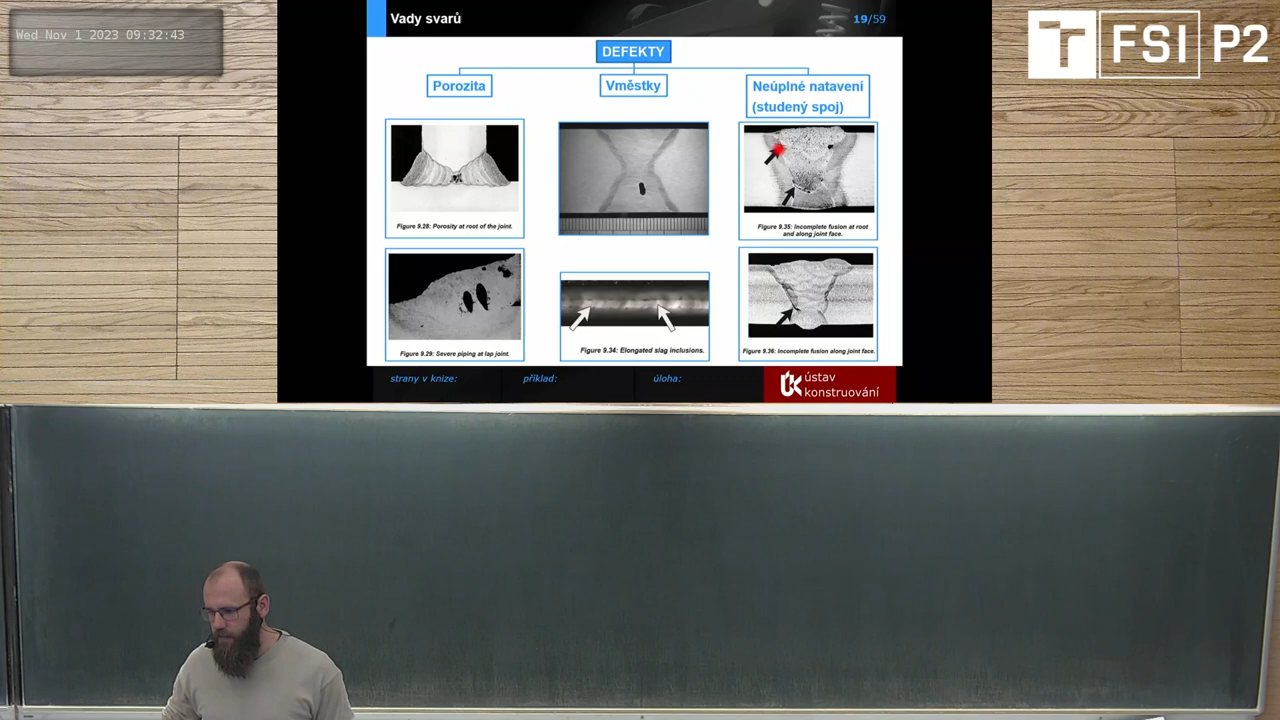 Wed Nov 1 2023 09:32:43
Vady svarů
19/59
FSI P2
DEFEKTY
Porozita
Vměstky
Neúplné natavení
(studený spoj)
Figure 9.28: Porosity at root of the joint.
Figure 9.35: Incomplete fusion at root
and along joint face.
Figure 9.29: Severe piping at lap joint.
Figure 9.34: Elongated slag inclusions.
Figure 9.36: Incomplete fusion along joint face.
strany v knize:
příklad:
úloha:
ústav
konstruování